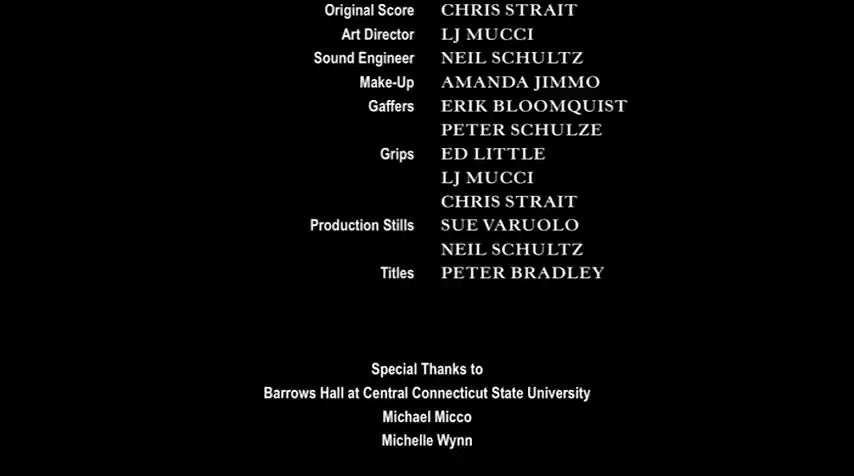 Original Score CHRIS STRAIT
Art Director LJ MUCCI
Sound Engineer NEIL SCHULTZ
Make-Up AMANDA JIMMO
Gaffers ERIK BLOOMQUIST
PETER SCHULZE
Grips ED LITTLE
LJ MUCCI
CHRIS STRAIT
Production Stills SUE VARUOLO
NEIL SCHULTZ
Titles PETER BRADLEY
Special Thanks to
Barrows Hall at Central Connecticut State University
Michael Micco
Michelle Wynn